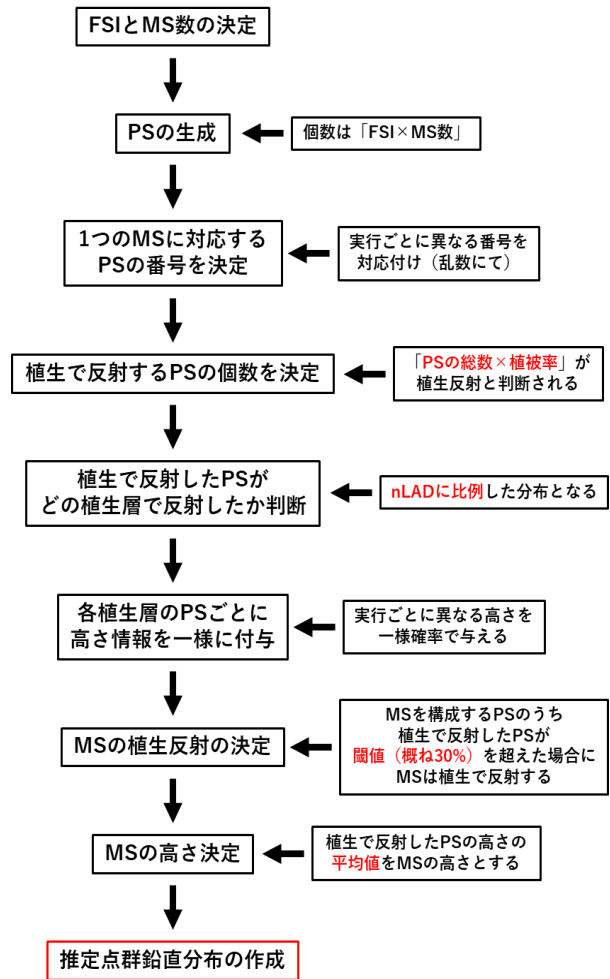 FSIとMS数の決定
PSの生成
個数は「FSI×MS数」
1つのMSに対応する
PSの番号を決定
実行ごとに異なる番号を
対応付け（乱数にて）
植生で反射するPSの個数を決定
「PSの総数×植被率」が
植生反射と判断される
植生で反射したPSが
どの植生層で反射したか判断
nLADに比例した分布となる
各植生層のPSごとに
高さ情報を一様に付与
実行ごとに異なる高さを
一様確率で与える
MSの植生反射の決定
MSを構成するPSのうち
植生で反射したPSが
閾値（概ね30%）を超えた場合に
MSは植生で反射する
MSの高さ決定
植生で反射したPSの高さの
平均値をMSの高さとする
推定点群鉛直分布の作成